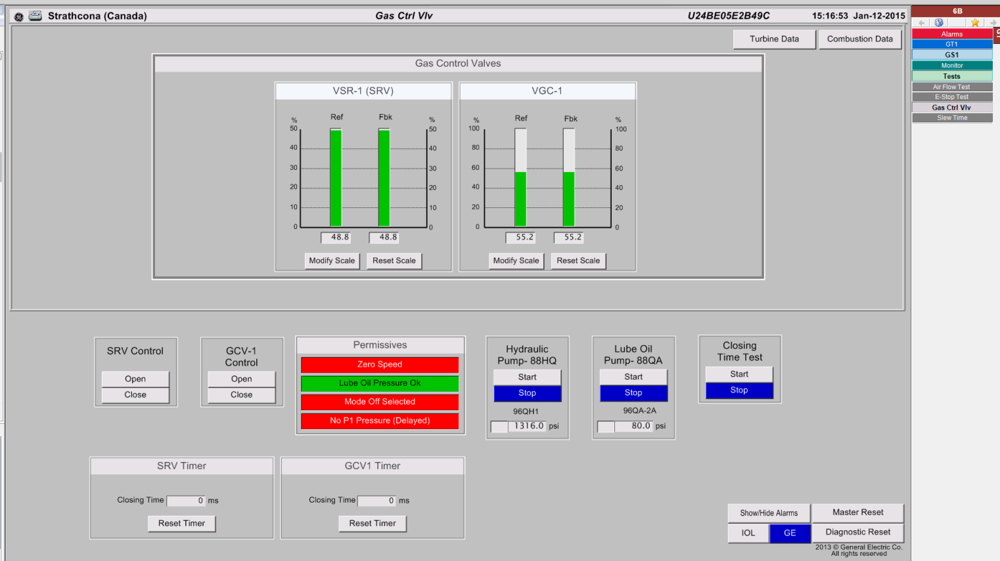 Strathcona (Canada) Gas Ctrl Vlv U24BE05E2B49C 15:16:53 Jan-12-2015
Turbine Data Combustion Data
Gas Control Valves
VSR-1 (SRV)
% Ref Fbk %
50 50
40 40
30 30
20 20
10 10
0 0
48.8 48.8
Modify Scale Reset Scale
VGC-1
% Ref Fbk %
100 100
80 80
60 60
40 40
20 20
0 0
55.2 55.2
Modify Scale Reset Scale
SRV Control
Open
Close
GCV-1
Control
Open
Close
Permissives
Zero Speed
Lube Oil Pressure Ok
Mode Off Selected
No P1 Pressure (Delayed)
Hydraulic
Pump- 88HQ
Start
Stop
96QH1
1316.0 psi
Lube Oil
Pump- 88QA
Start
Stop
96QA-2A
80.0 psi
Closing
Time Test
Start
Stop
SRV Timer
Closing Time 0 ms
Reset Timer
GCV1 Timer
Closing Time 0 ms
Reset Timer
Show/Hide Alarms Master Reset
IOL GE Diagnostic Reset
2013 © General Electric Co.
All rights reserved
6B
Alarms
GT1
GS1
Monitor
Tests
Air Flow Test
E-Stop Test
Gas Ctrl Vlv
Slew Time